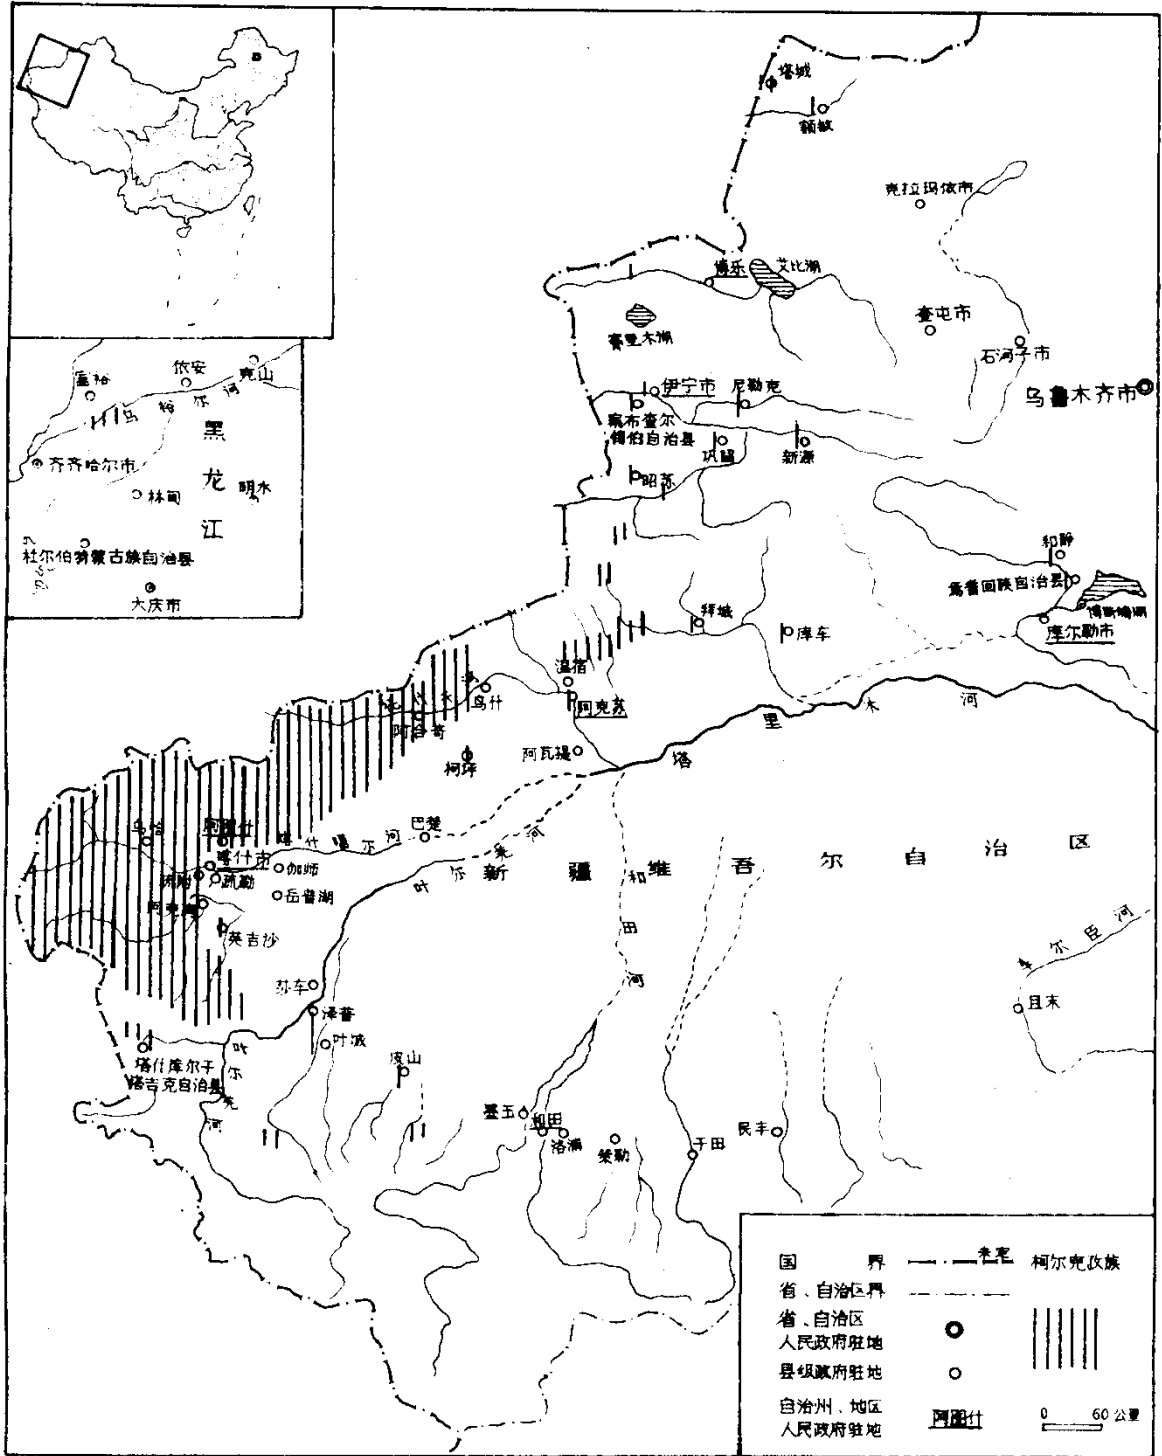 塔城
额敏
克拉玛依市
博乐
艾比湖
赛里木湖
奎屯市
石河子市
乌鲁木齐市
伊宁市
尼勒克
察布查尔
锡伯自治县
巩留
新源
昭苏
富裕
依安
克山
乌裕尔河
黑龙江
齐齐哈尔市
林甸
明水
杜尔伯特蒙古族自治县
大庆市
和静
焉耆回族自治县
博斯腾湖
库尔勒市
拜城
库车
温宿
阿克苏
乌什
阿合奇
柯坪
阿瓦提
塔里木河
乌恰
阿图什
喀什噶尔河
巴楚
喀什市
伽师
疏附
疏勒
岳普湖
阿克陶
英吉沙
叶尔羌河
新疆维吾尔自治区
和田河
车尔臣河
且末
莎车
泽普
叶城
塔什库尔干
塔吉克自治县
叶尔羌河
皮山
墨玉
和田
洛浦
策勒
于田
民丰
国界
未定
柯尔克孜族
省、自治区界
省、自治区
人民政府驻地
县级政府驻地
自治州、地区
人民政府驻地
阿图什
0 60公里